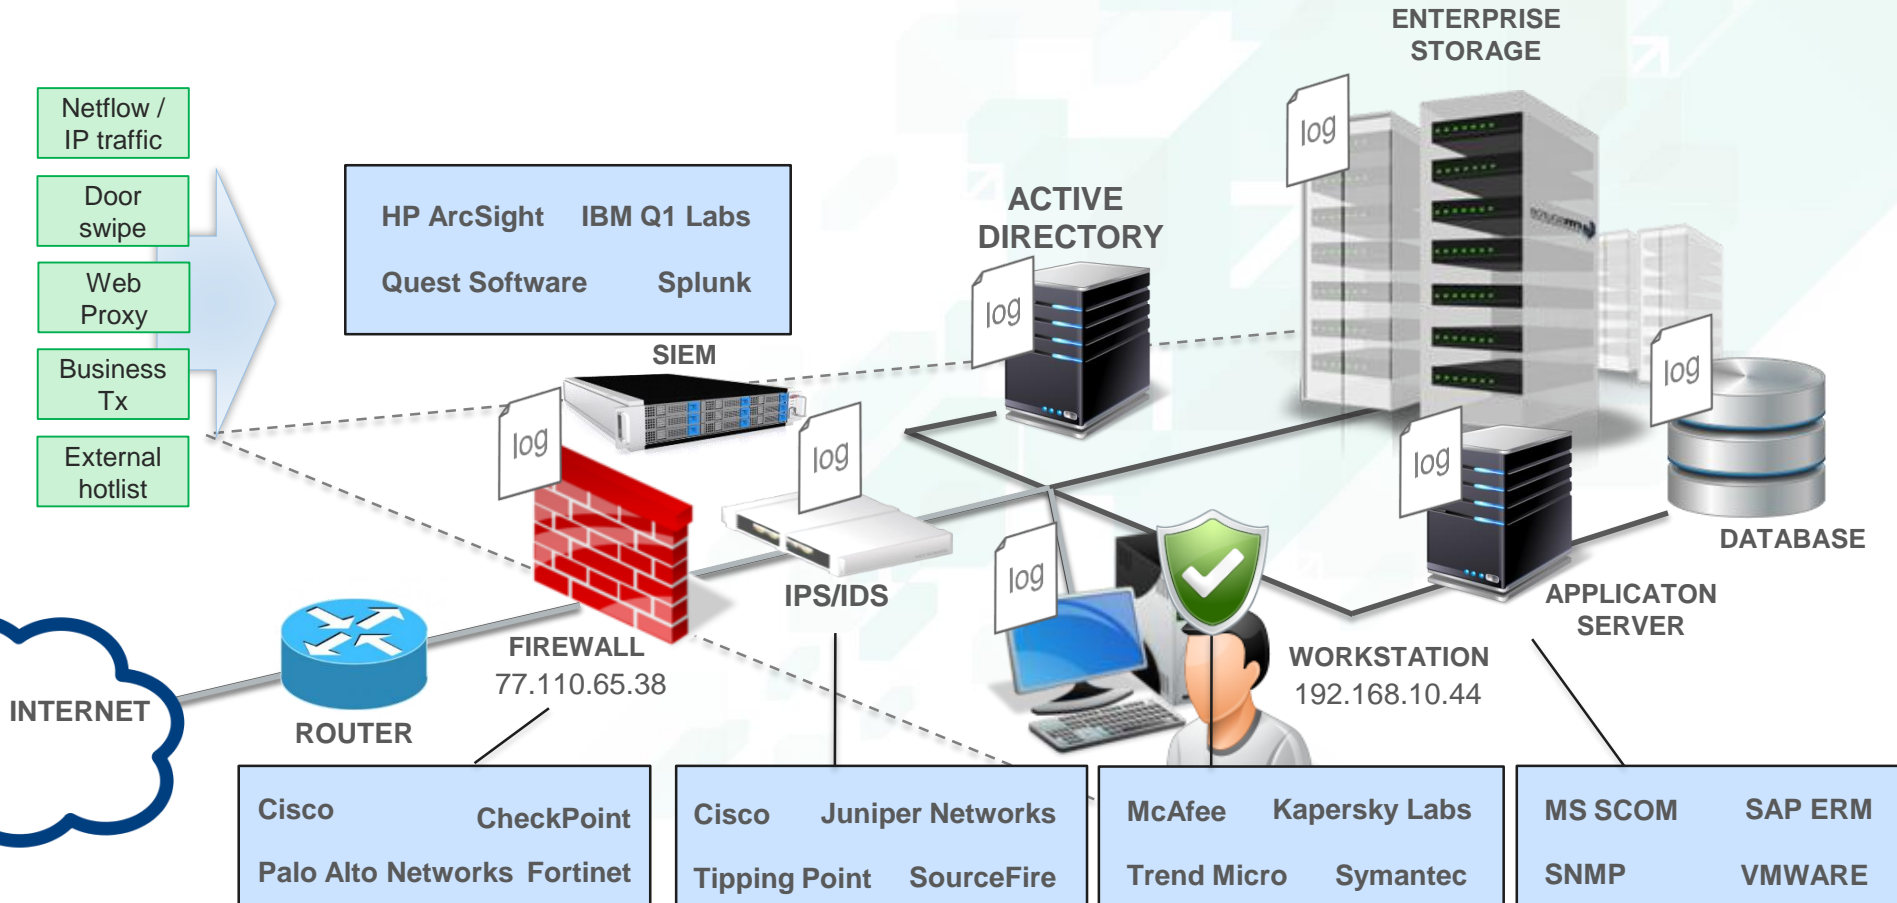 ENTERPRISE
STORAGE
Netflow /
IP traffic
Door
swipe
Web
Proxy
Business
Tx
External
hotlist
HP ArcSight IBM Q1 Labs
Quest Software Splunk
SIEM
ACTIVE
DIRECTORY
log
log
log
log
log
log
log
DATABASE
IPS/IDS
APPLICATON
SERVER
FIREWALL
77.110.65.38
WORKSTATION
192.168.10.44
INTERNET
ROUTER
Cisco CheckPoint
Palo Alto Networks Fortinet
Cisco Juniper Networks
Tipping Point SourceFire
McAfee Kapersky Labs
Trend Micro Symantec
MS SCOM SAP ERM
SNMP VMWARE